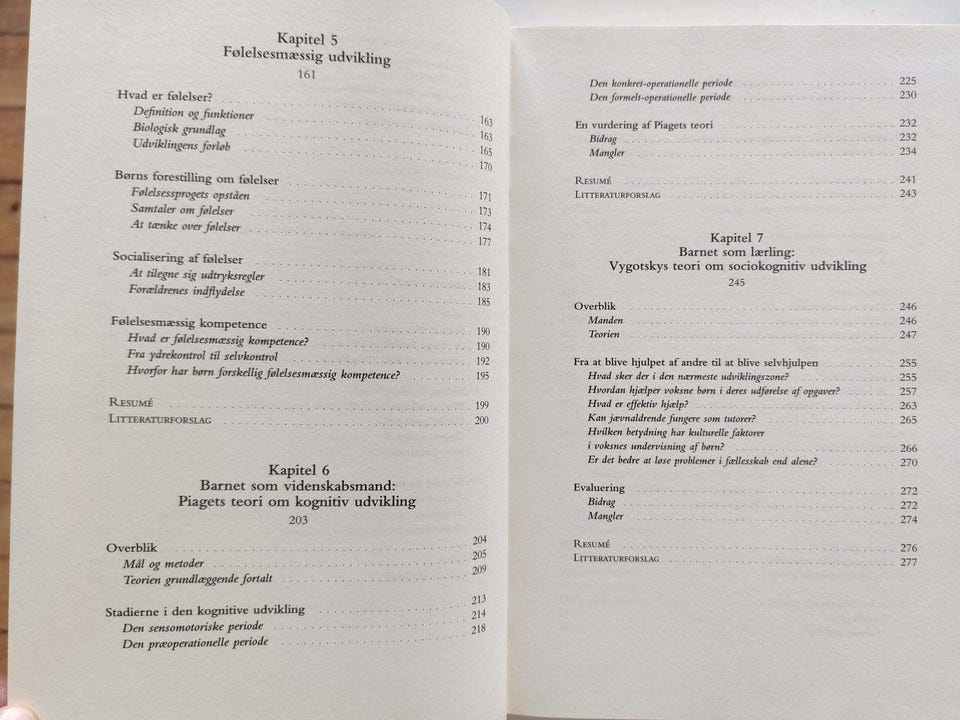 Kapitel 5
Følelsesmæssig udvikling
161
Hvad er følelser? 163
Definition og funktioner 163
Biologisk grundlag 165
Udviklingens forløb 170
Børns forestilling om følelser 171
Følelsessprogets opståen 173
Samtaler om følelser 174
At tænke over følelser 177
Socialisering af følelser 181
At tilegne sig udtryksregler 183
Forældrenes indflydelse 185
Følelsesmæssig kompetence 190
Hvad er følelsesmæssig kompetence? 190
Fra ydrekontrol til selvkontrol 192
Hvorfor har børn forskellig følelsesmæssig kompetence? 195
Resumé 199
Litteraturforslag 200
Kapitel 6
Barnet som videnskabsmand:
Piagets teori om kognitiv udvikling
203
Overblik 204
Mål og metoder 205
Teorien grundlæggende fortalt 209
Stadierne i den kognitive udvikling 213
Den sensomotoriske periode 214
Den præoperationelle periode 218
Den konkret-operationelle periode 225
Den formelt-operationelle periode 230
En vurdering af Piagets teori 232
Bidrag 232
Mangler 234
Resumé 241
Litteraturforslag 243
Kapitel 7
Barnet som lærling:
Vygotskys teori om sociokognitiv udvikling
245
Overblik 246
Manden 246
Teorien 247
Fra at blive hjulpet af andre til at blive selvhjulpen 255
Hvad sker der i den nærmeste udviklingszone? 255
Hvordan hjælper voksne børn i deres udførelse af opgaver? 257
Hvad er effektiv hjælp? 263
Kan jævnaldrende fungere som tutorer? 265
Hvilken betydning har kulturelle faktorer
i voksnes undervisning af børn? 266
Er det bedre at løse problemer i fællesskab end alene? 270
Evaluering 272
Bidrag 272
Mangler 274
Resumé 276
Litteraturforslag 277